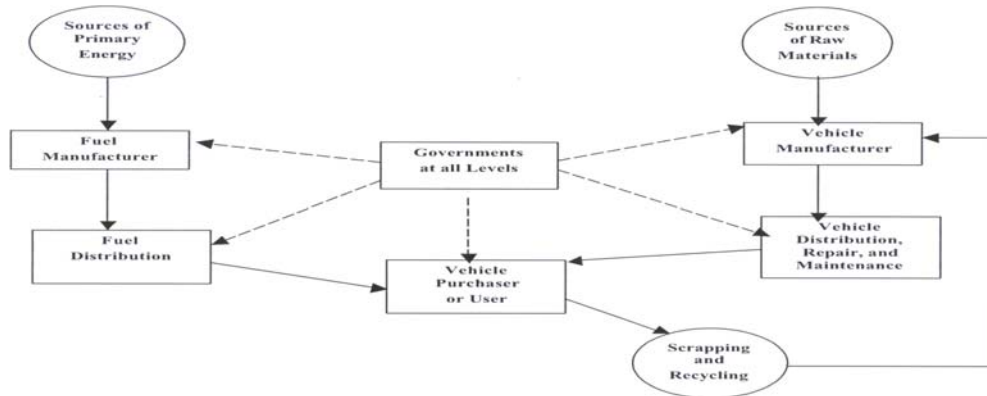 Sources of
Primary
Energy
Sources
of Raw
Materials
Fuel
Manufacturer
Governments
at all Levels
Vehicle
Manufacturer
Fuel
Distribution
Vehicle
Distribution,
Repair, and
Maintenance
Vehicle
Purchaser
or User
Scrapping
and
Recycling